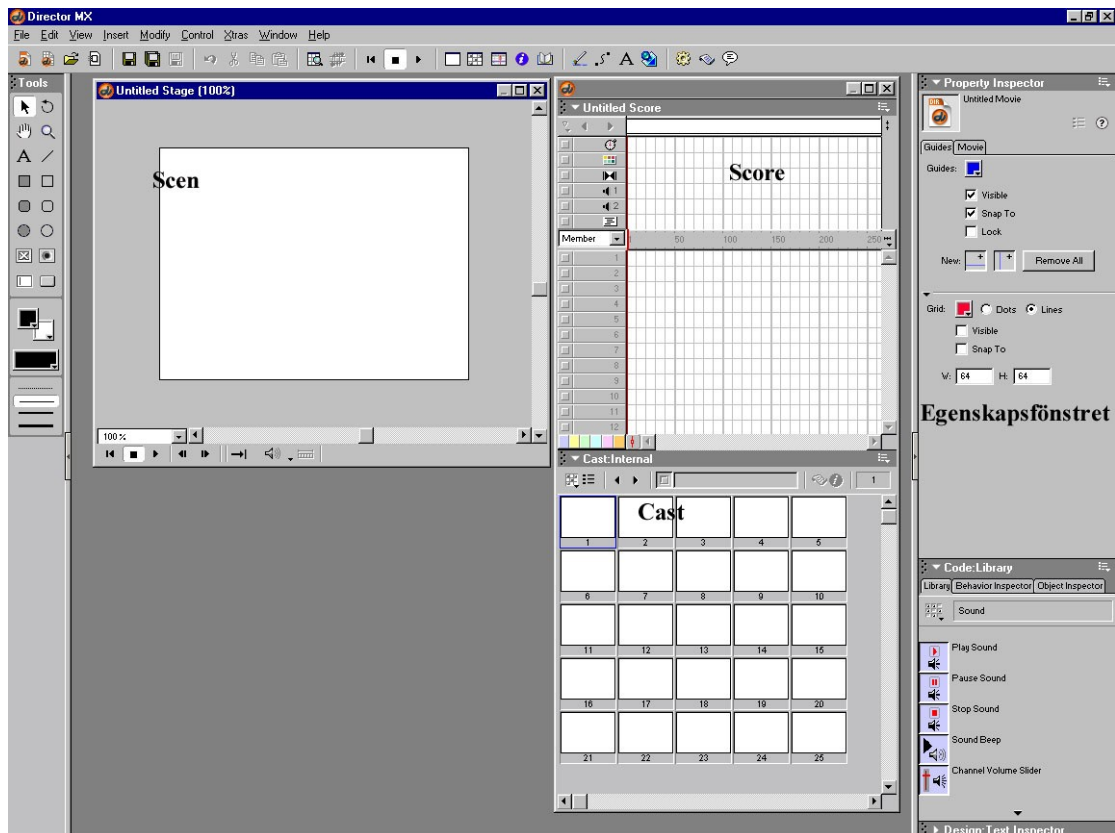 Director MX
File Edit View Insert Modify Control Xtras Window Help
Tools
Untitled Stage (100%)
Scen
100%
Untitled Score
1
2
Score
Member
1 50 100 150 200 250
1
2
3
4
5
6
7
8
9
10
11
12
Cast:Internal
1
Cast
1 2 3 4 5
6 7 8 9 10
11 12 13 14 15
16 17 18 19 20
21 22 23 24 25
Property Inspector
Untitled Movie
Guides Movie
Guides:
Visible
Snap To
Lock
New: Remove All
Grid: Dots Lines
Visible
Snap To
W: 64 H: 64
Egenskapsfönstret
Code:Library
Library Behavior Inspector Object Inspector
Sound
Play Sound
Pause Sound
Stop Sound
Sound Beep
Channel Volume Slider
Design:Text Inspector